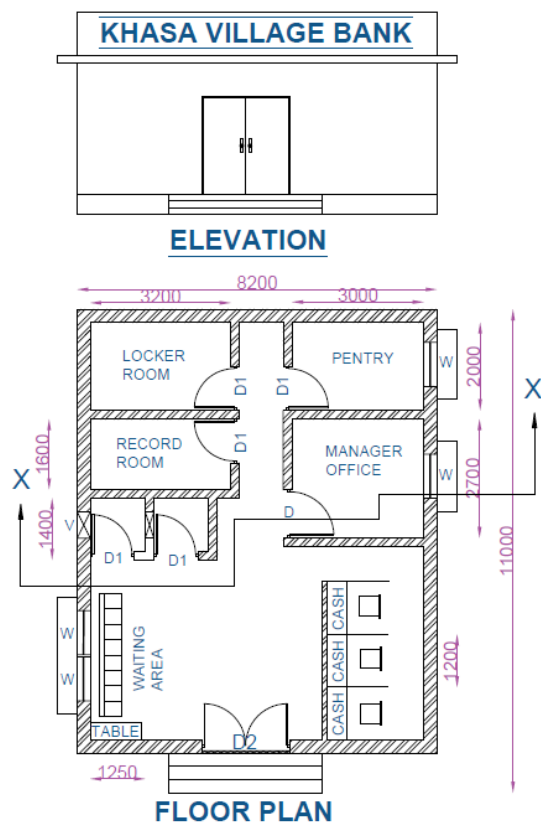 KHASA VILLAGE BANK
ELEVATION
8200
3200
3000
LOCKER
ROOM
D1
D1
PENTRY
W
2000
X
RECORD
ROOM
D1
MANAGER
OFFICE
W
1600
2700
X
1400
V
D1
D1
D
11000
W
W
WAITING
AREA
CASH
CASH
CASH
1200
TABLE
D2
1250
FLOOR PLAN